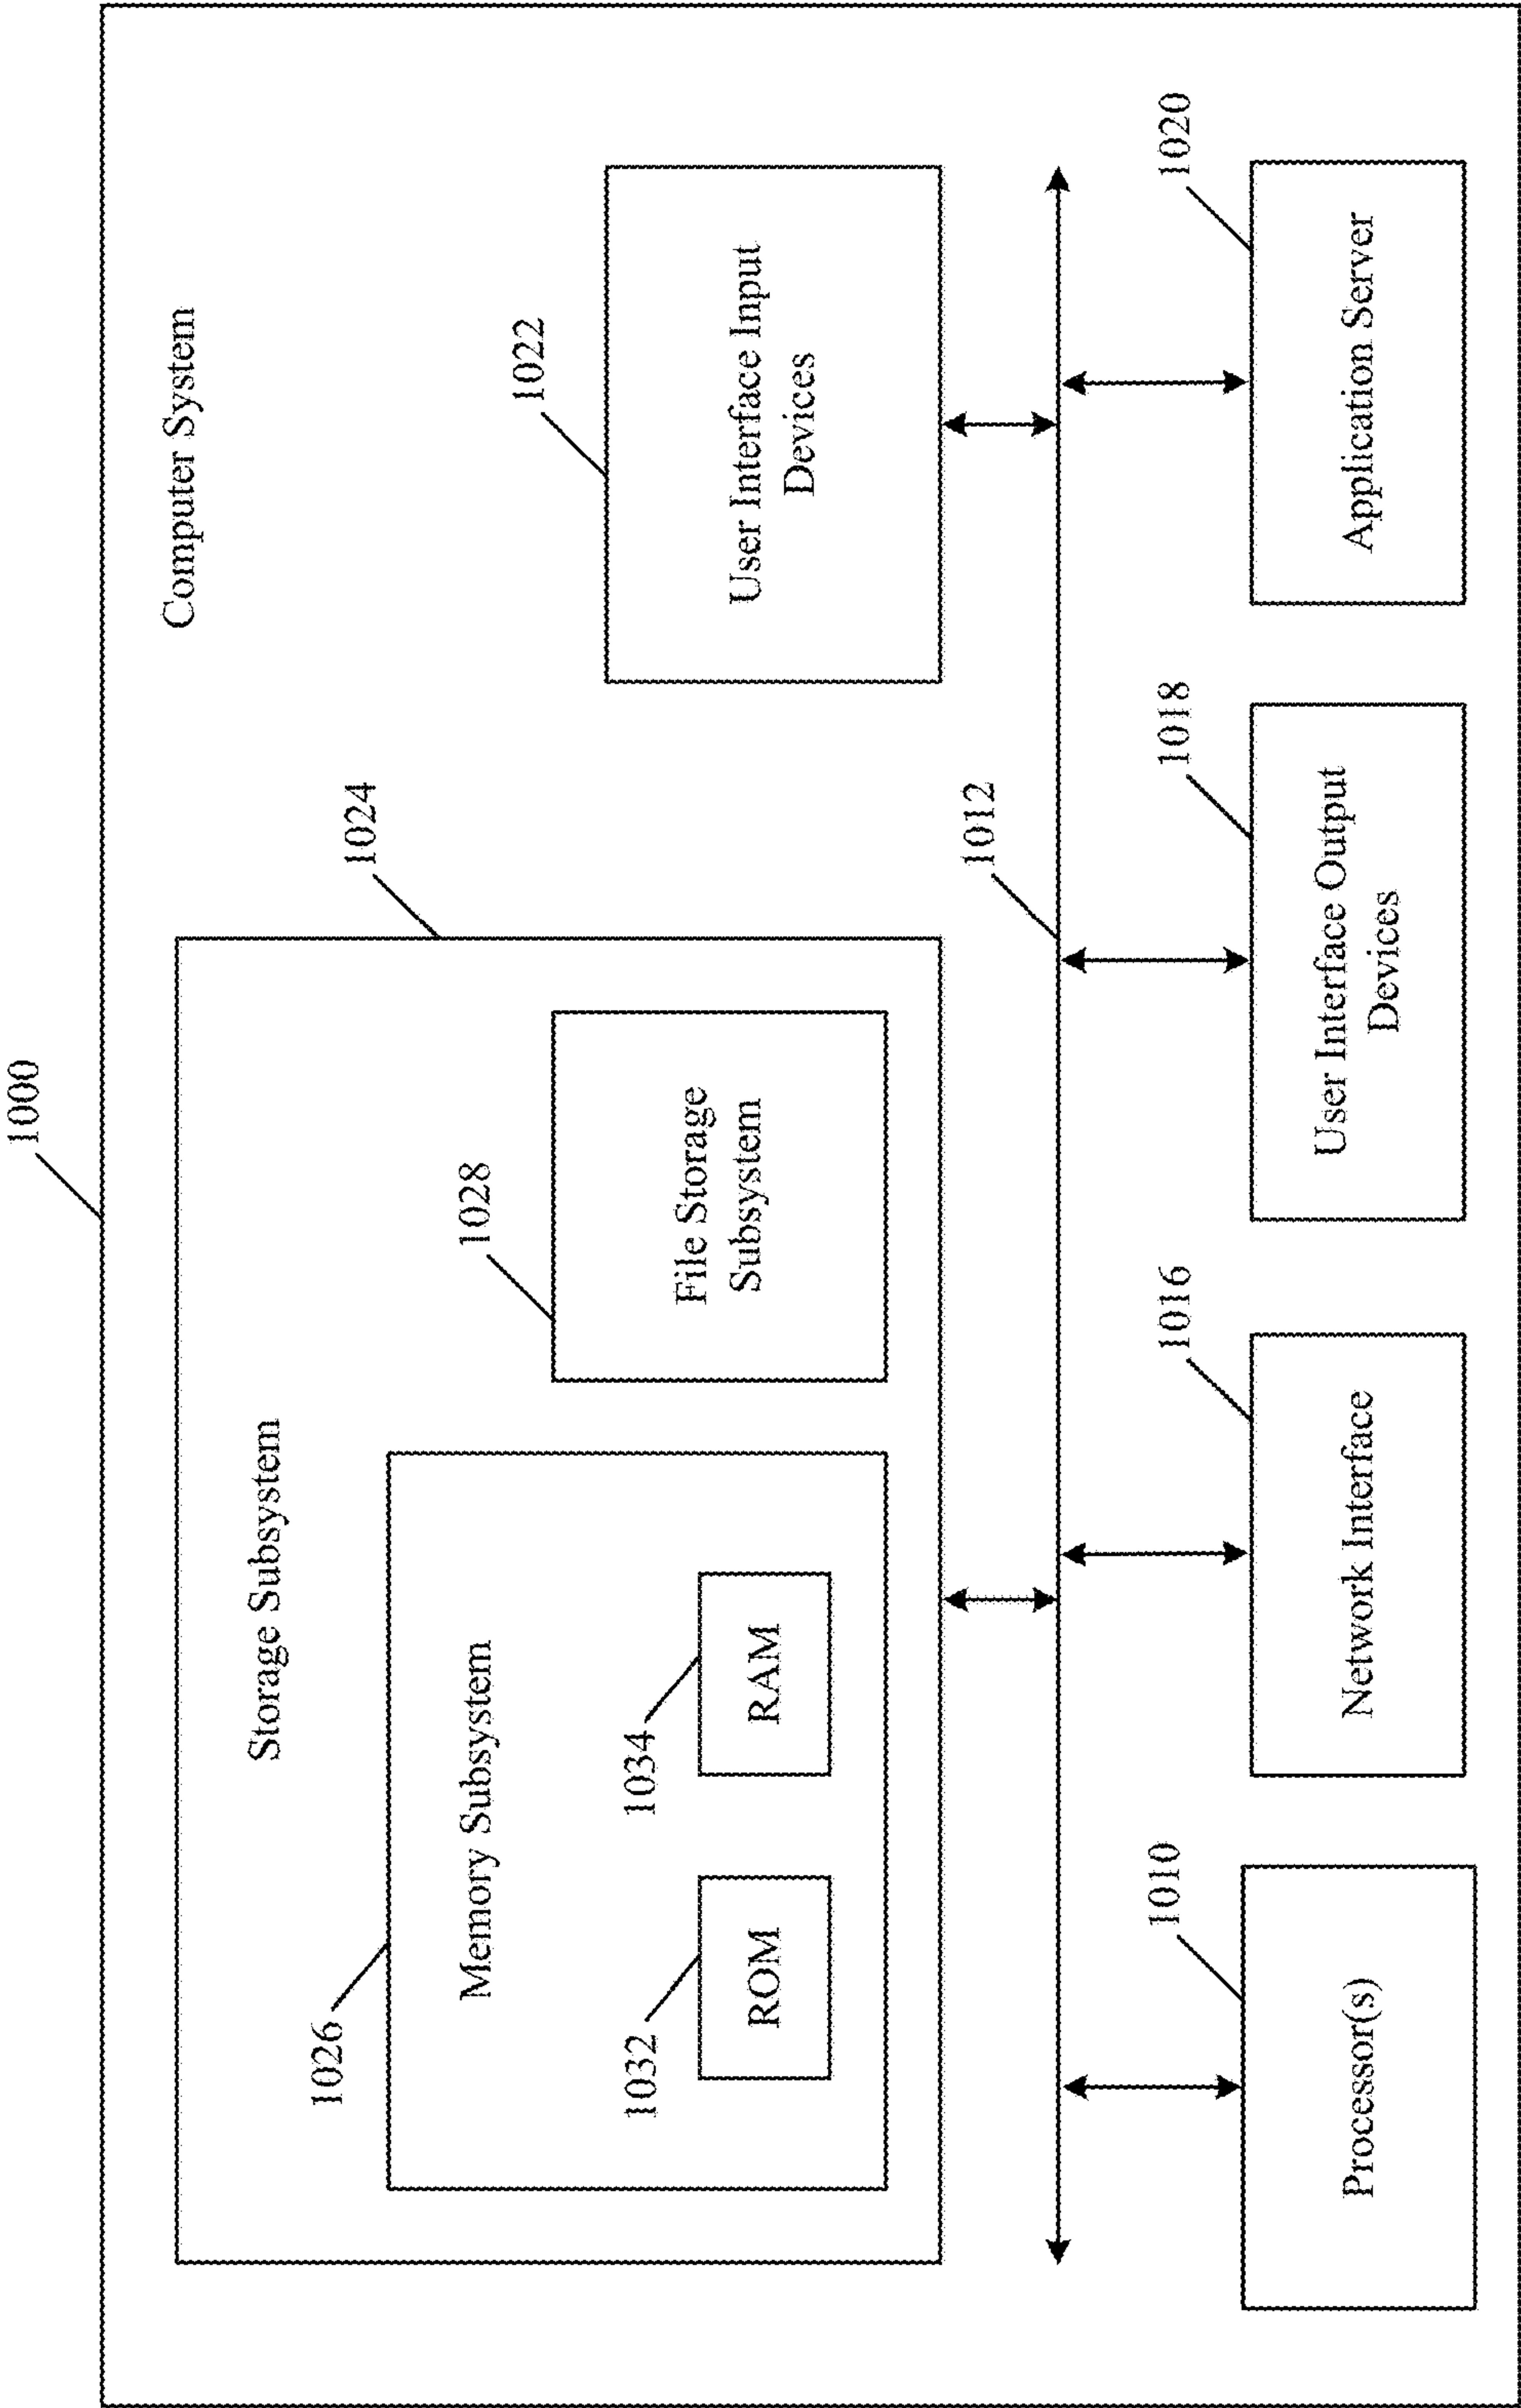 1000
Computer System
Storage Subsystem
1024
1026
Memory Subsystem
1028
1022
1032
ROM
1034
RAM
File Storage
Subsystem
User Interface Input
Devices
1012
1010
Processor(s)
1016
Network Interface
1018
User Interface Output
Devices
1020
Application Server